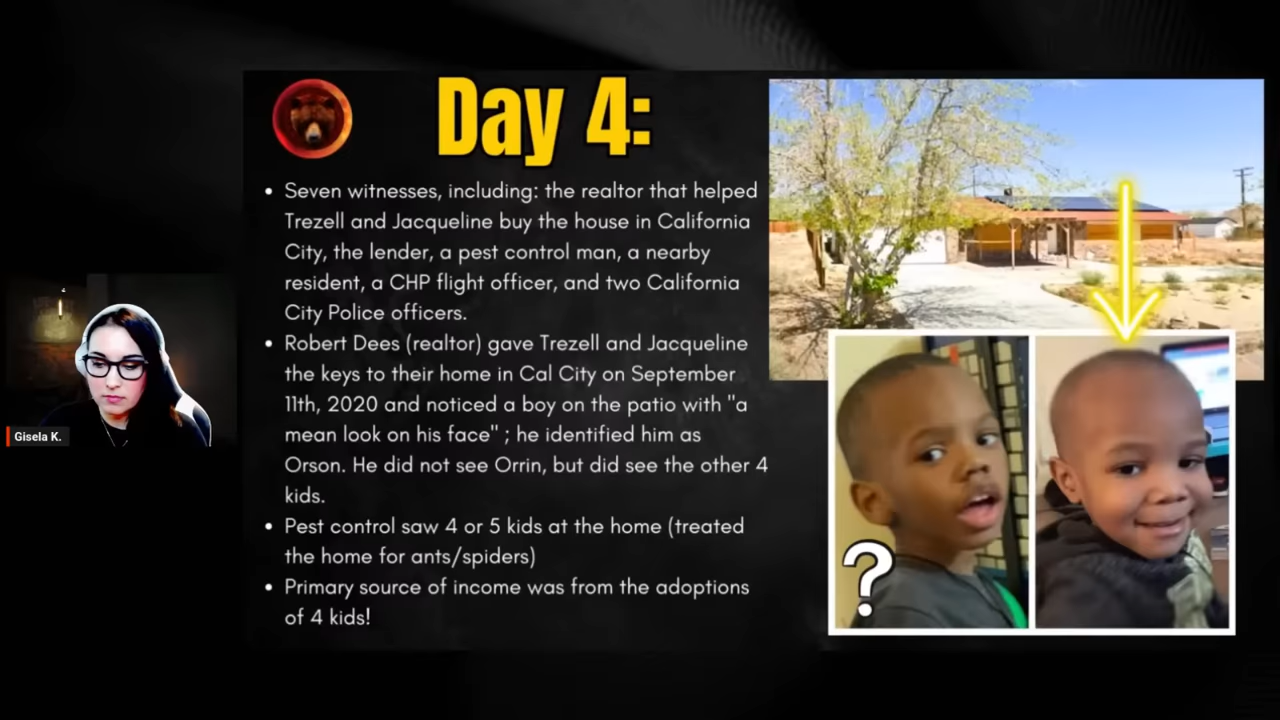 Day 4:
• Seven witnesses, including: the realtor that helped
Trezell and Jacqueline buy the house in California
City, the lender, a pest control man, a nearby
resident, a CHP flight officer, and two California
City Police officers.
• Robert Dees (realtor) gave Trezell and Jacqueline
the keys to their home in Cal City on September
11th, 2020 and noticed a boy on the patio with "a
mean look on his face" ; he identified him as
Orson. He did not see Orrin, but did see the other 4
kids.
• Pest control saw 4 or 5 kids at the home (treated
the home for ants/spiders)
• Primary source of income was from the adoptions
of 4 kids!
?
Gisela K.